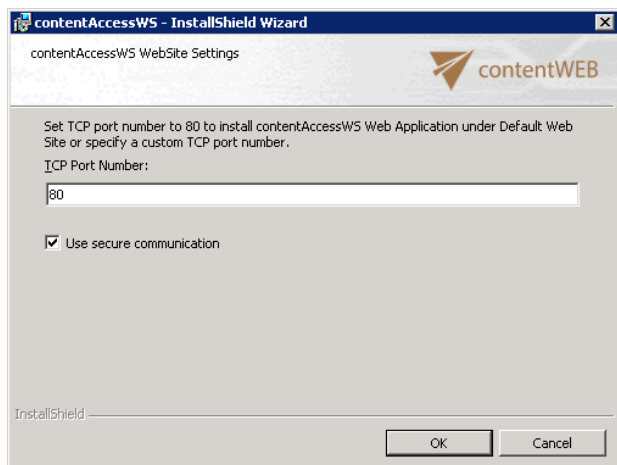 contentAccessWS - InstallShield Wizard
contentAccessWS WebSite Settings
contentWEB
Set TCP port number to 80 to install contentAccessWS Web Application under Default Web
Site or specify a custom TCP port number.
TCP Port Number:
80
Use secure communication
InstallShield
OK
Cancel